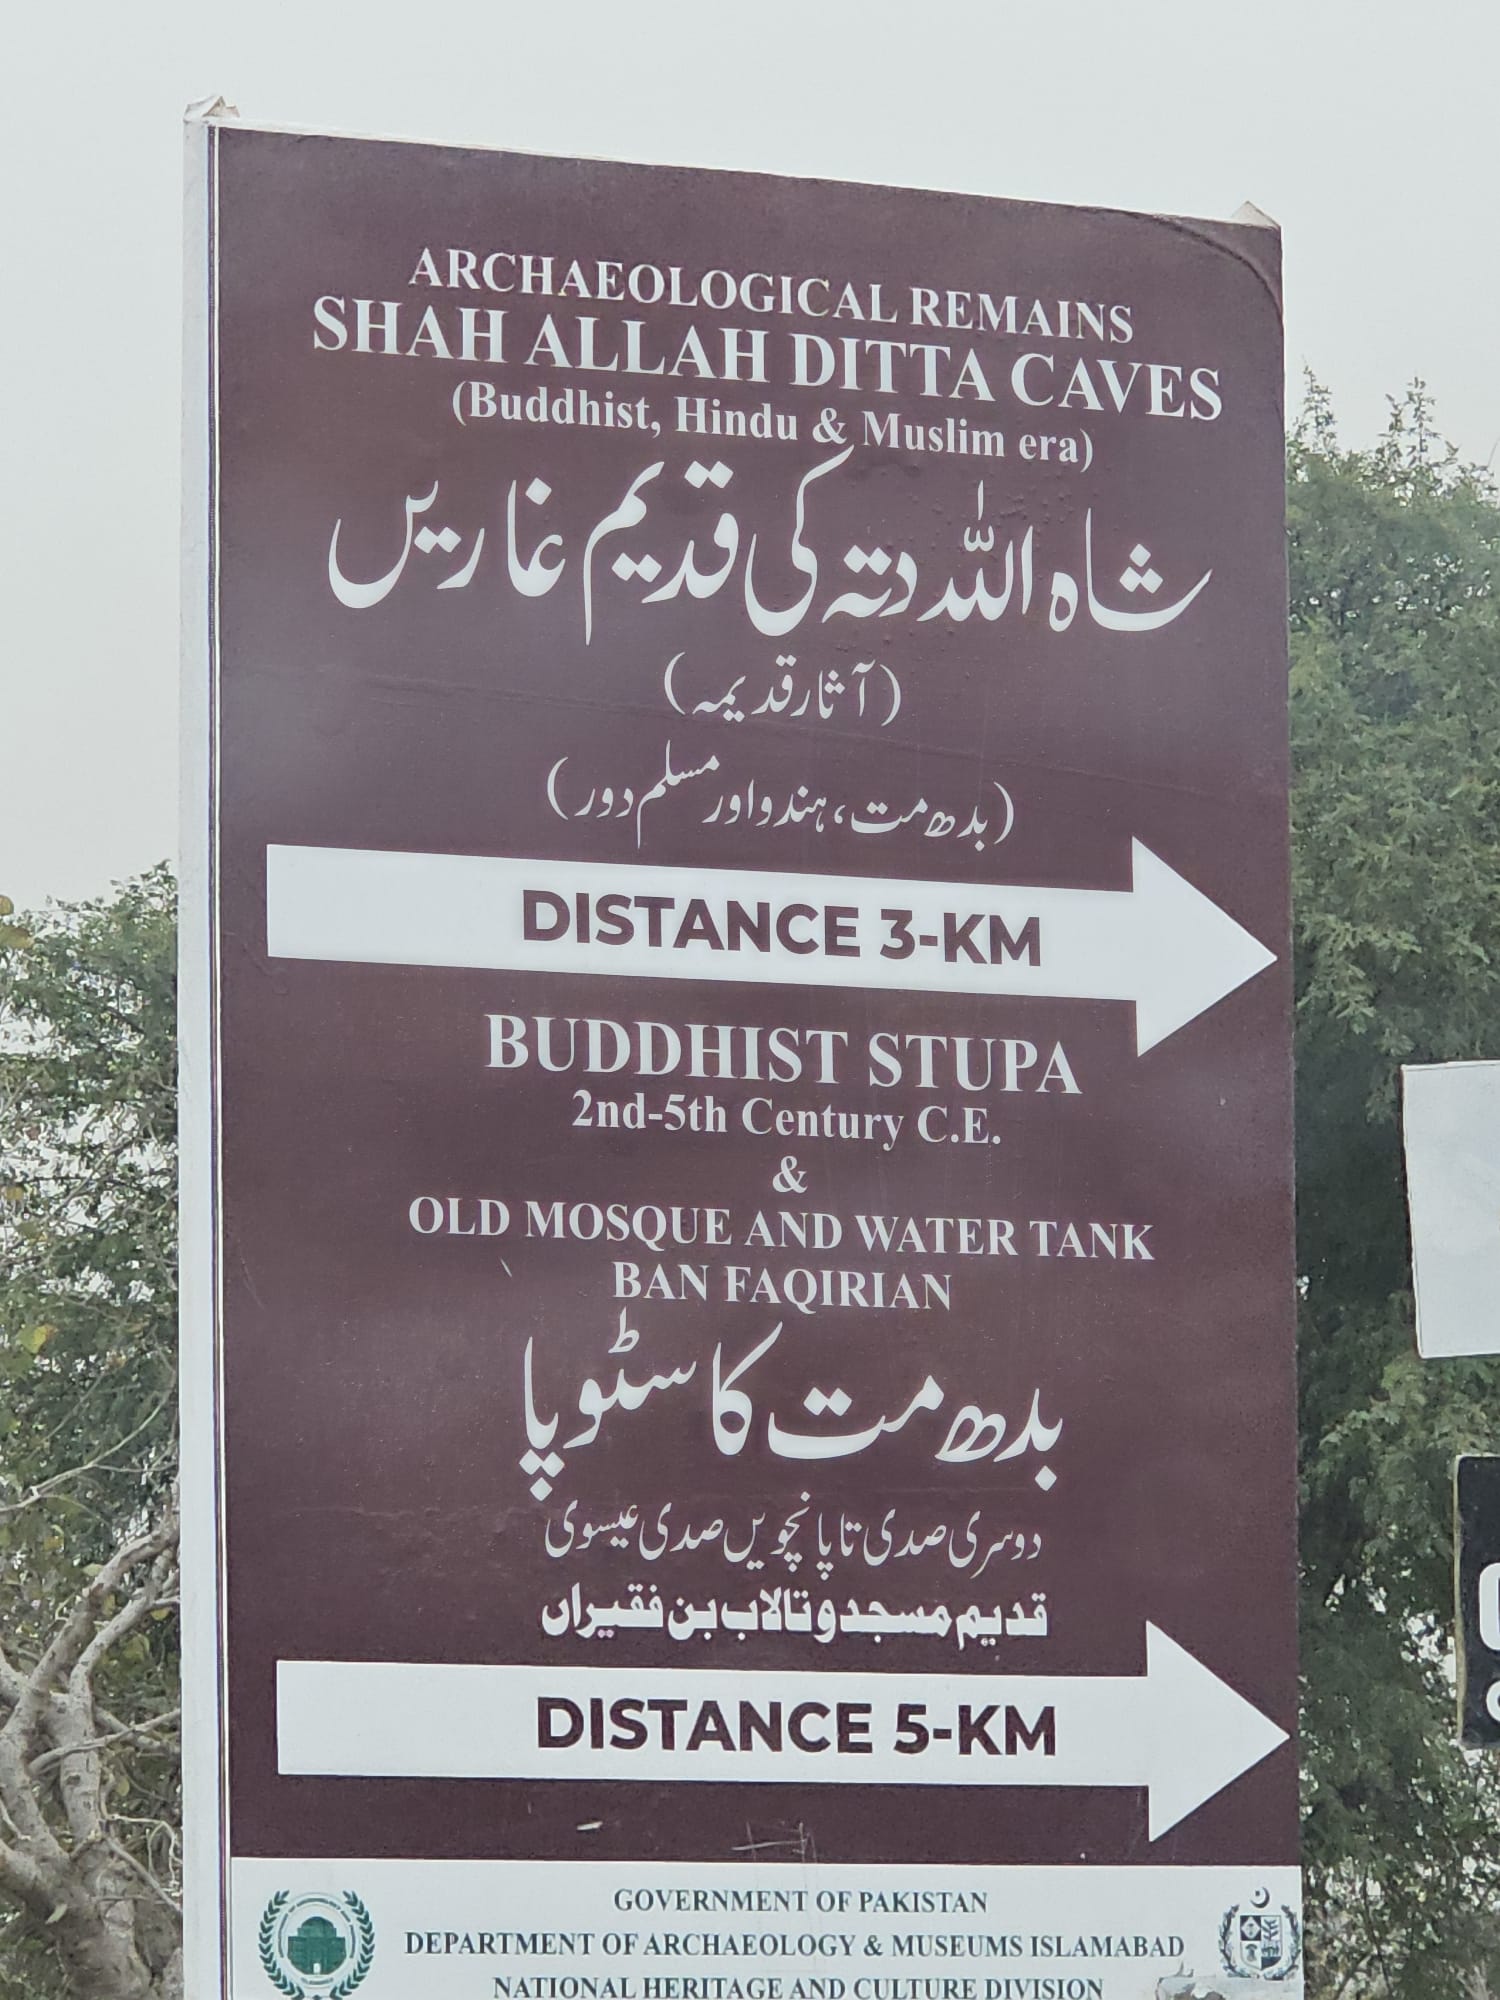 ARCHAEOLOGICAL REMAINS
SHAH ALLAH DITTA CAVES
(Buddhist, Hindu & Muslim era)
شاہ اللہ دتہ کی قدیم غاریں
(آثار قدیمہ)
(بدھ مت، ہندو اور مسلم دور)
DISTANCE 3-KM
BUDDHIST STUPA
2nd-5th Century C.E.
&
OLD MOSQUE AND WATER TANK
BAN FAQIRIAN
بدھ مت کا سٹوپا
دوسری صدی تا پانچویں صدی عیسوی
قدیم مسجد و تالاب بن فقیراں
DISTANCE 5-KM
GOVERNMENT OF PAKISTAN
DEPARTMENT OF ARCHAEOLOGY & MUSEUMS ISLAMABAD
NATIONAL HERITAGE AND CULTURE DIVISION